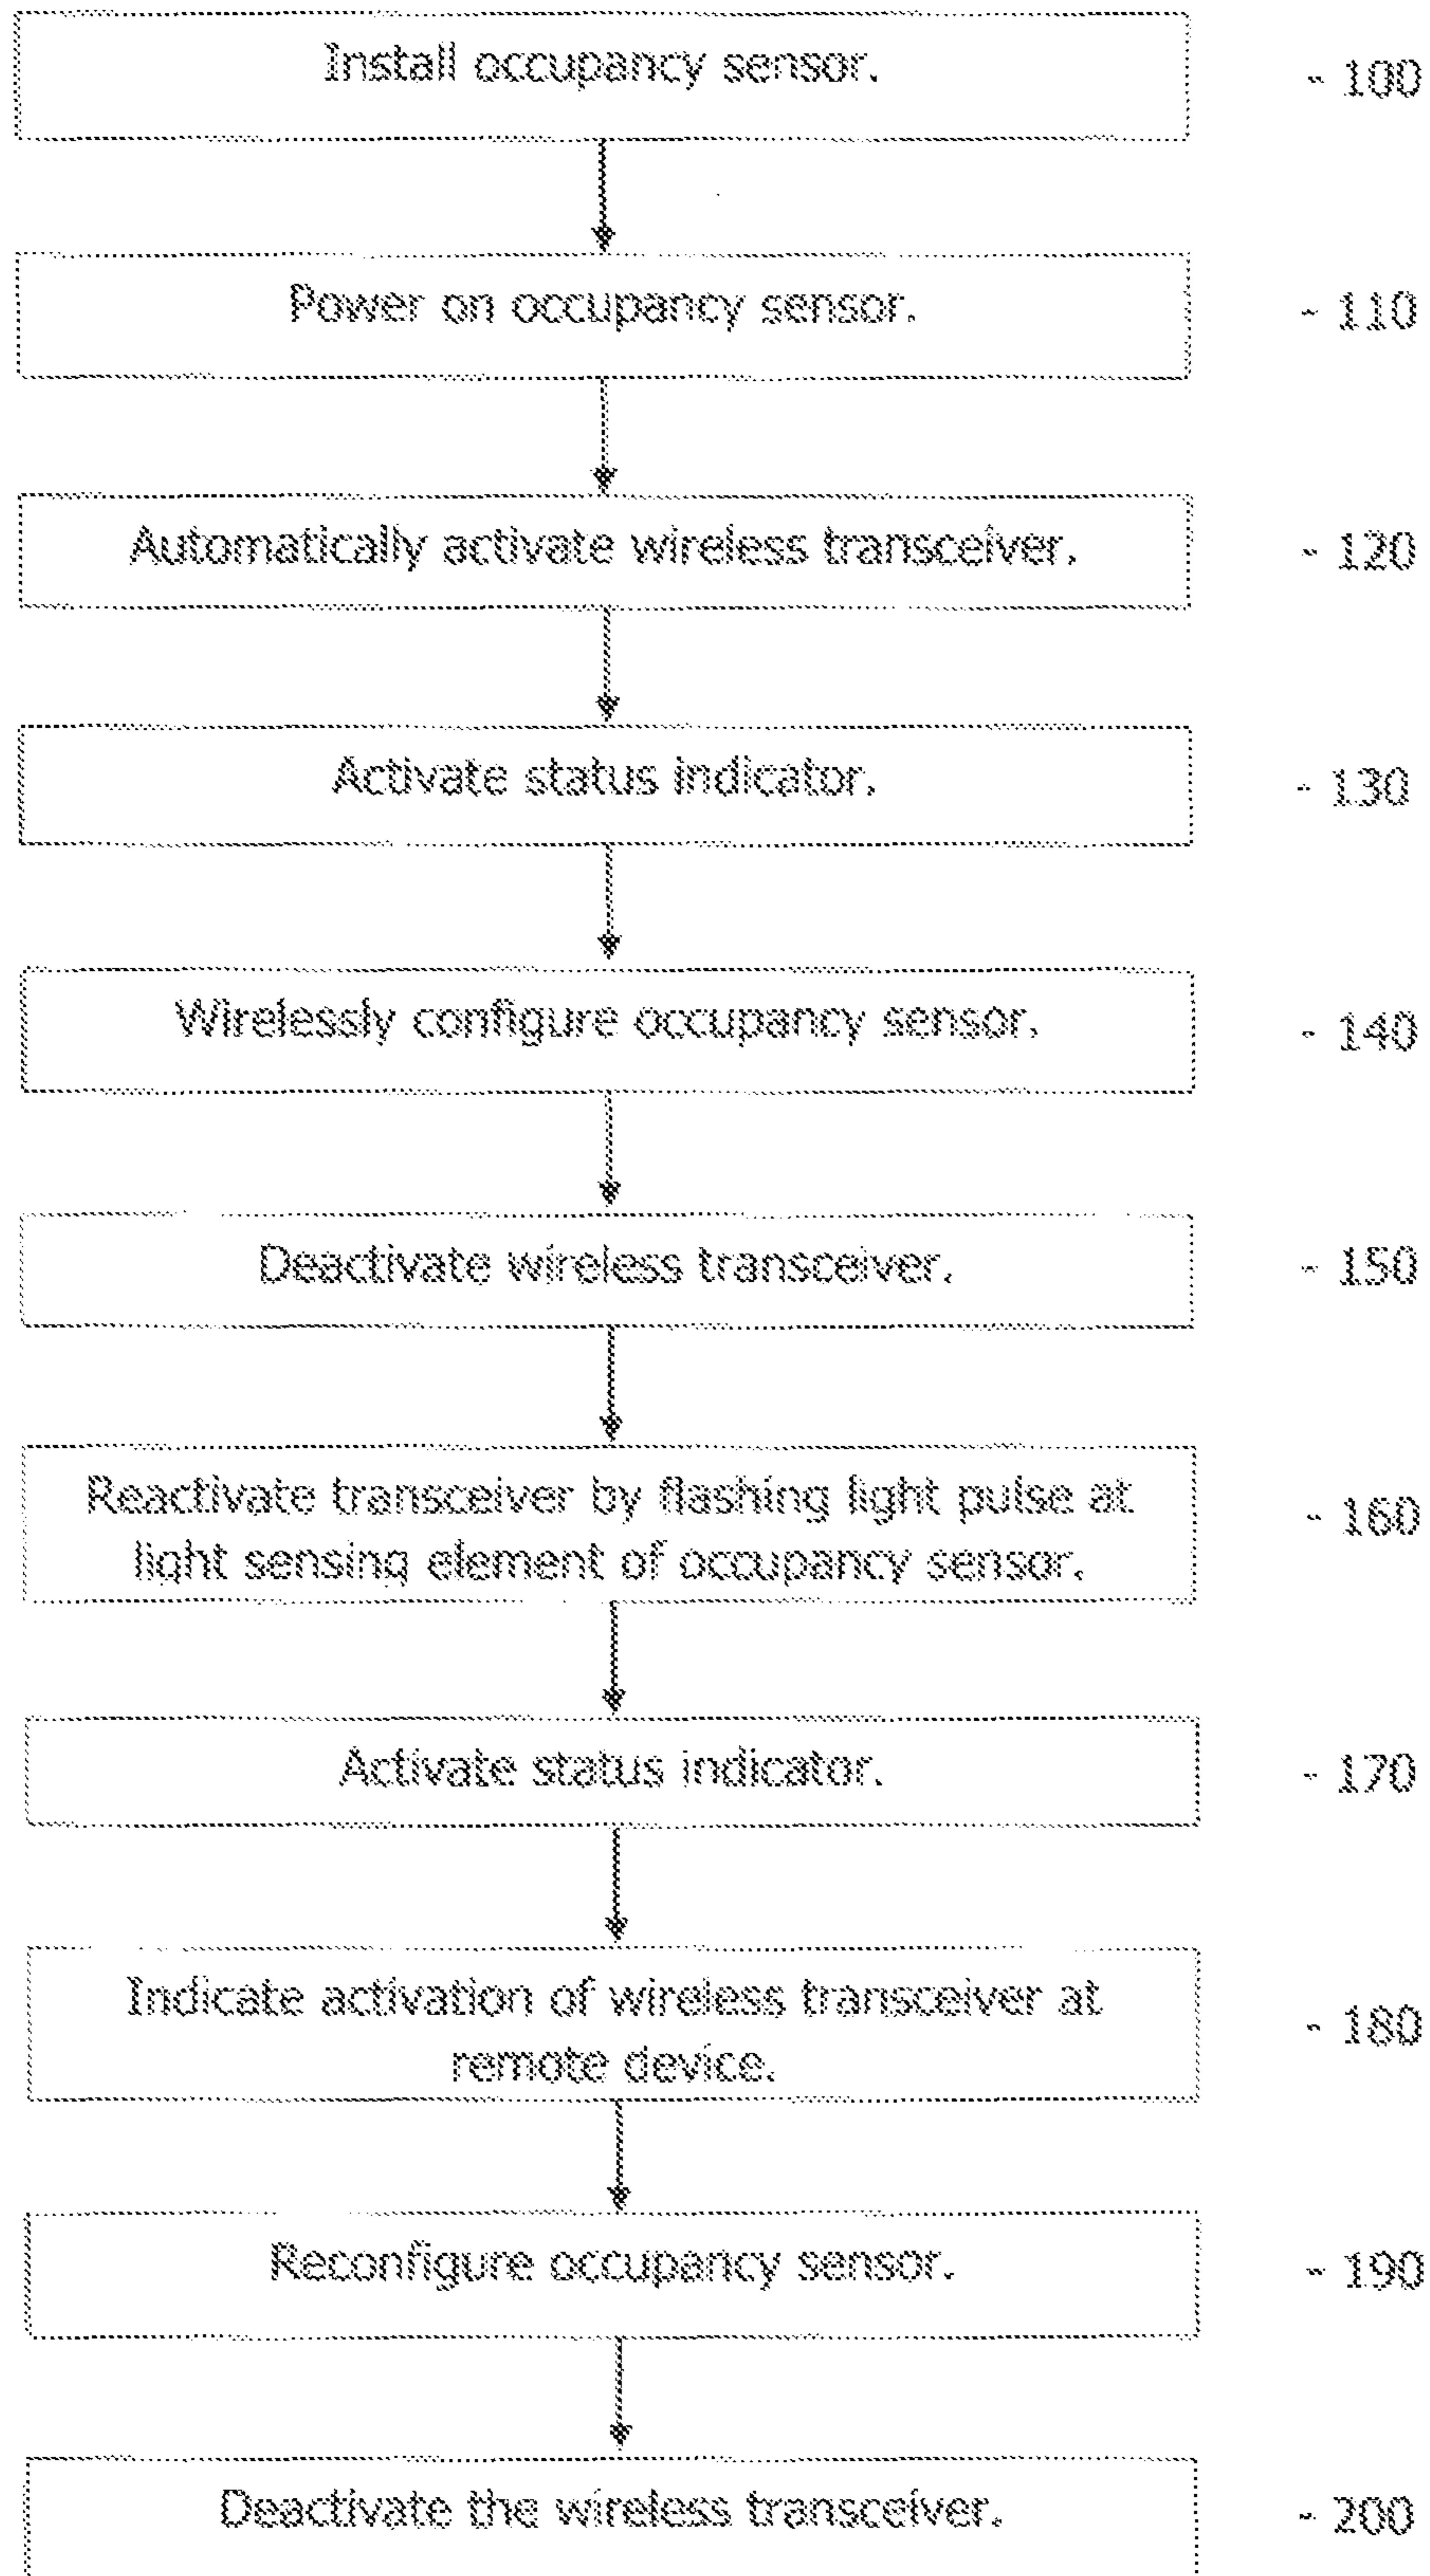 Install occupancy sensor. - 100
Power on occupancy sensor. - 110
Automatically activate wireless transceiver. - 120
Activate status indicator. - 130
Wirelessly configure occupancy sensor. - 140
Deactivate wireless transceiver. - 150
Reactivate transceiver by flashing light pulse at
light sensing element of occupancy sensor. - 160
Activate status indicator. - 170
Indicate activation of wireless transceiver at
remote device. - 180
Reconfigure occupancy sensor. - 190
Deactivate the wireless transceiver. - 200